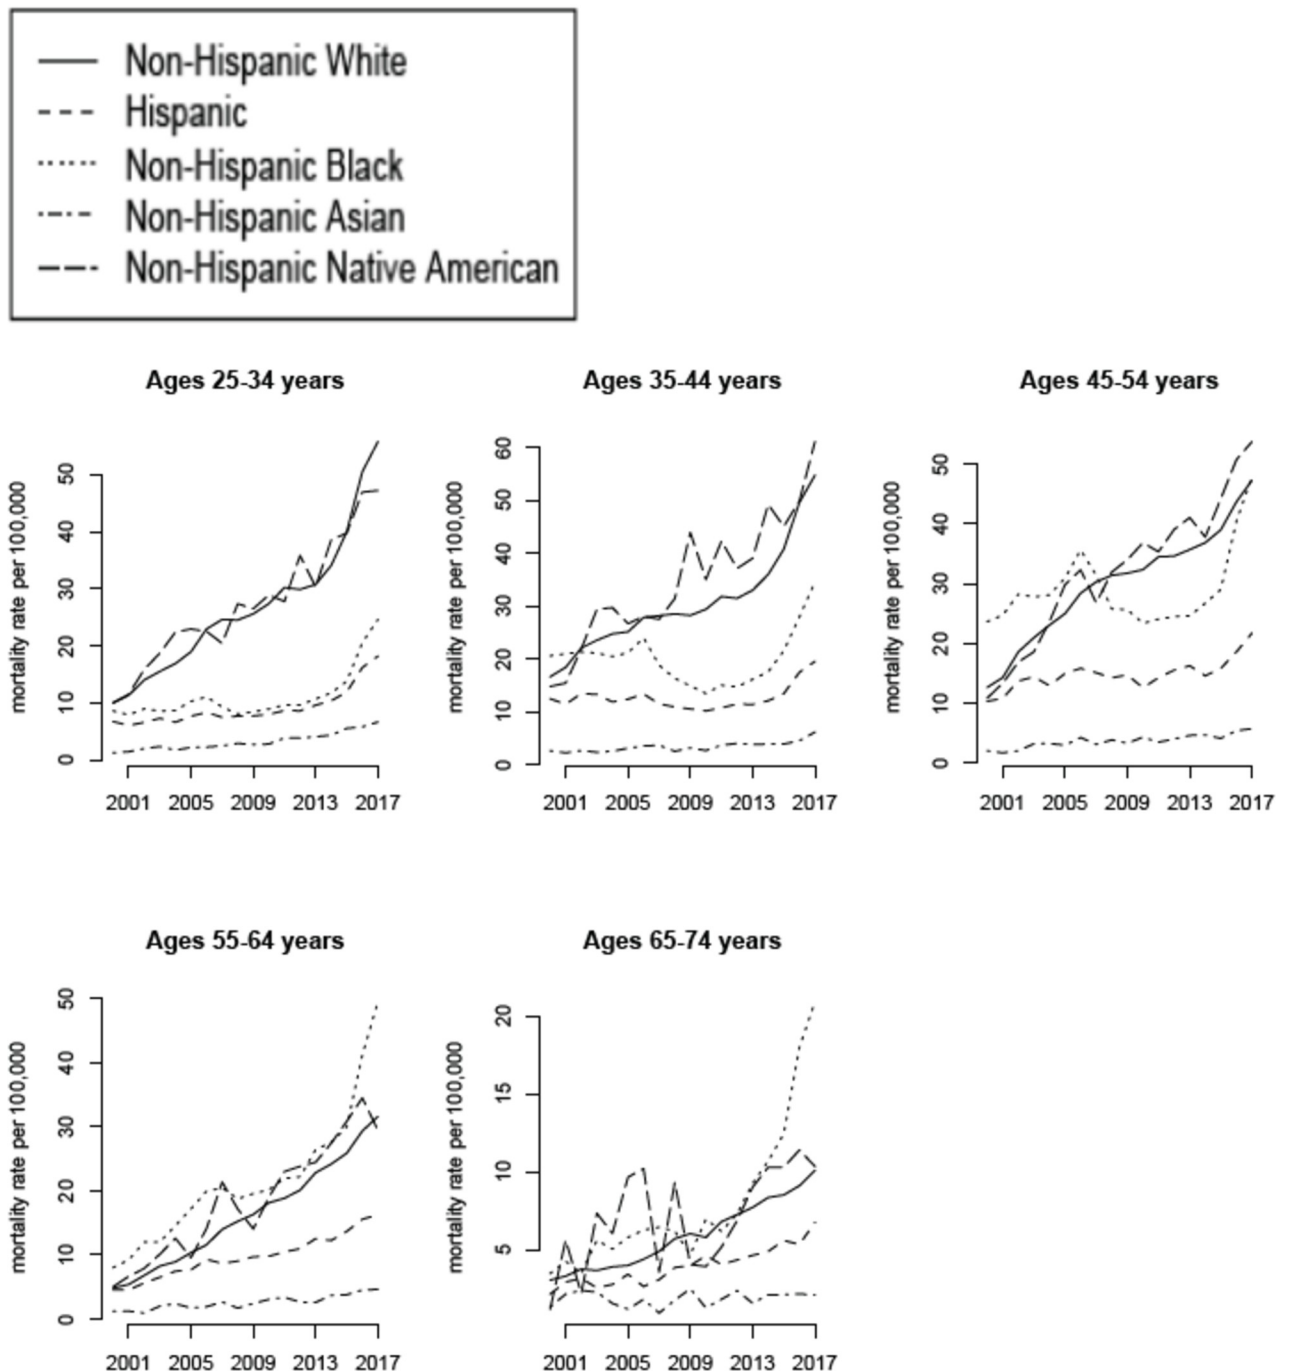 Non-Hispanic White
Hispanic
Non-Hispanic Black
Non-Hispanic Asian
Non-Hispanic Native American
Ages 25-34 years
mortality rate per 100,000
50
40
30
20
10
0
2001 2005 2009 2013 2017
Ages 35-44 years
mortality rate per 100,000
60
50
40
30
20
10
0
2001 2005 2009 2013 2017
Ages 45-54 years
mortality rate per 100,000
50
40
30
20
10
0
2001 2005 2009 2013 2017
Ages 55-64 years
mortality rate per 100,000
50
40
30
20
10
0
2001 2005 2009 2013 2017
Ages 65-74 years
mortality rate per 100,000
20
15
10
5
2001 2005 2009 2013 2017